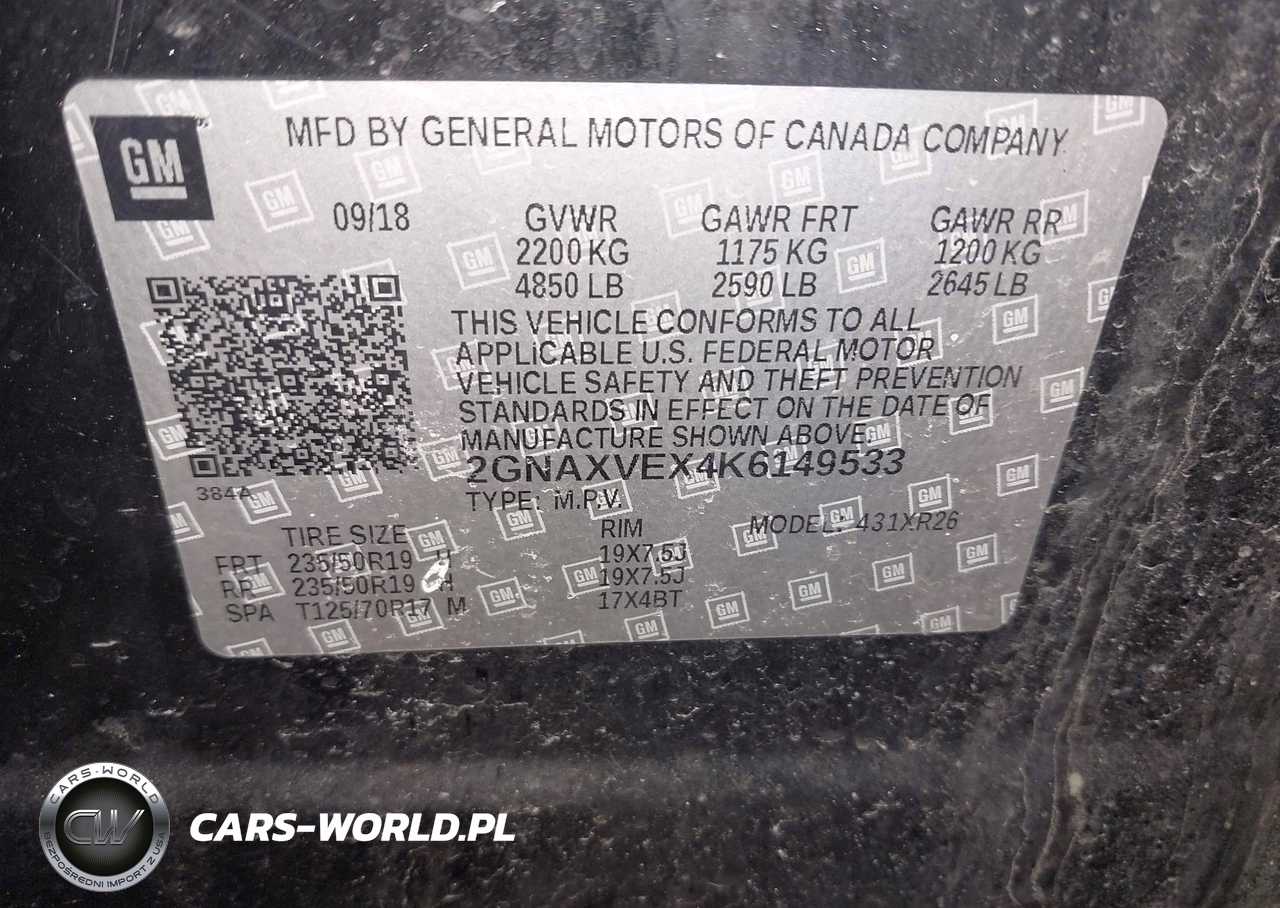 GM
MFD BY GENERAL MOTORS OF CANADA COMPANY
09/18 GVWR GAWR FRT GAWR RR
2200 KG 1175 KG 1200 KG
4850 LB 2590 LB 2645 LB
THIS VEHICLE CONFORMS TO ALL
APPLICABLE U.S. FEDERAL MOTOR
VEHICLE SAFETY AND THEFT PREVENTION
STANDARDS IN EFFECT ON THE DATE OF
MANUFACTURE SHOWN ABOVE.
2GNAXVEX4K6149533
384A TYPE: M.P.V.
TIRE SIZE RIM MODEL: 431XR26
FRT 235/50R19 H 19X7.5J
RR 235/50R19 H 19X7.5J
SPA T125/70R17 M 17X4BT
CARS-WORLD
CW
BEZPOŚREDNI IMPORT Z USA
CARS-WORLD.PL